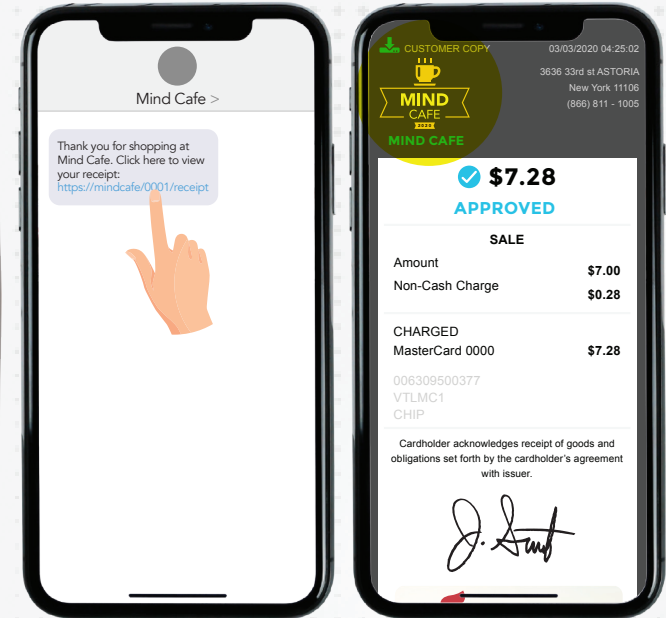 Mind Cafe >
Thank you for shopping at
Mind Cafe. Click here to view
your receipt:
https://mindcafe/0001/receipt
CUSTOMER COPY
03/03/2020 04:25:02
3636 33rd st ASTORIA
New York 11106
(866) 811 - 1005
MIND
CAFE
2020
MIND CAFE
$7.28
APPROVED
SALE
Amount $7.00
Non-Cash Charge $0.28
CHARGED
MasterCard 0000 $7.28
006309500377
VTLMC1
CHIP
Cardholder acknowledges receipt of goods and
obligations set forth by the cardholder's agreement
with issuer.